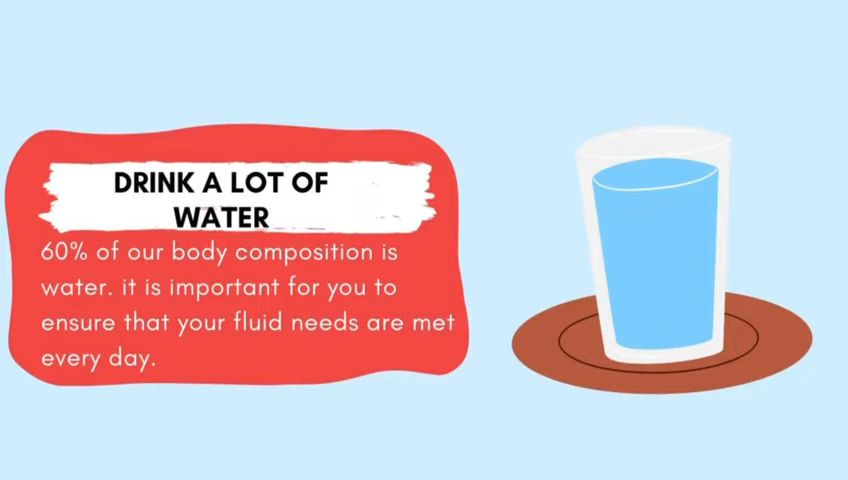 DRINK A LOT OF
WATER
60% of our body composition is
water. it is important for you to
ensure that your fluid needs are met
every day.